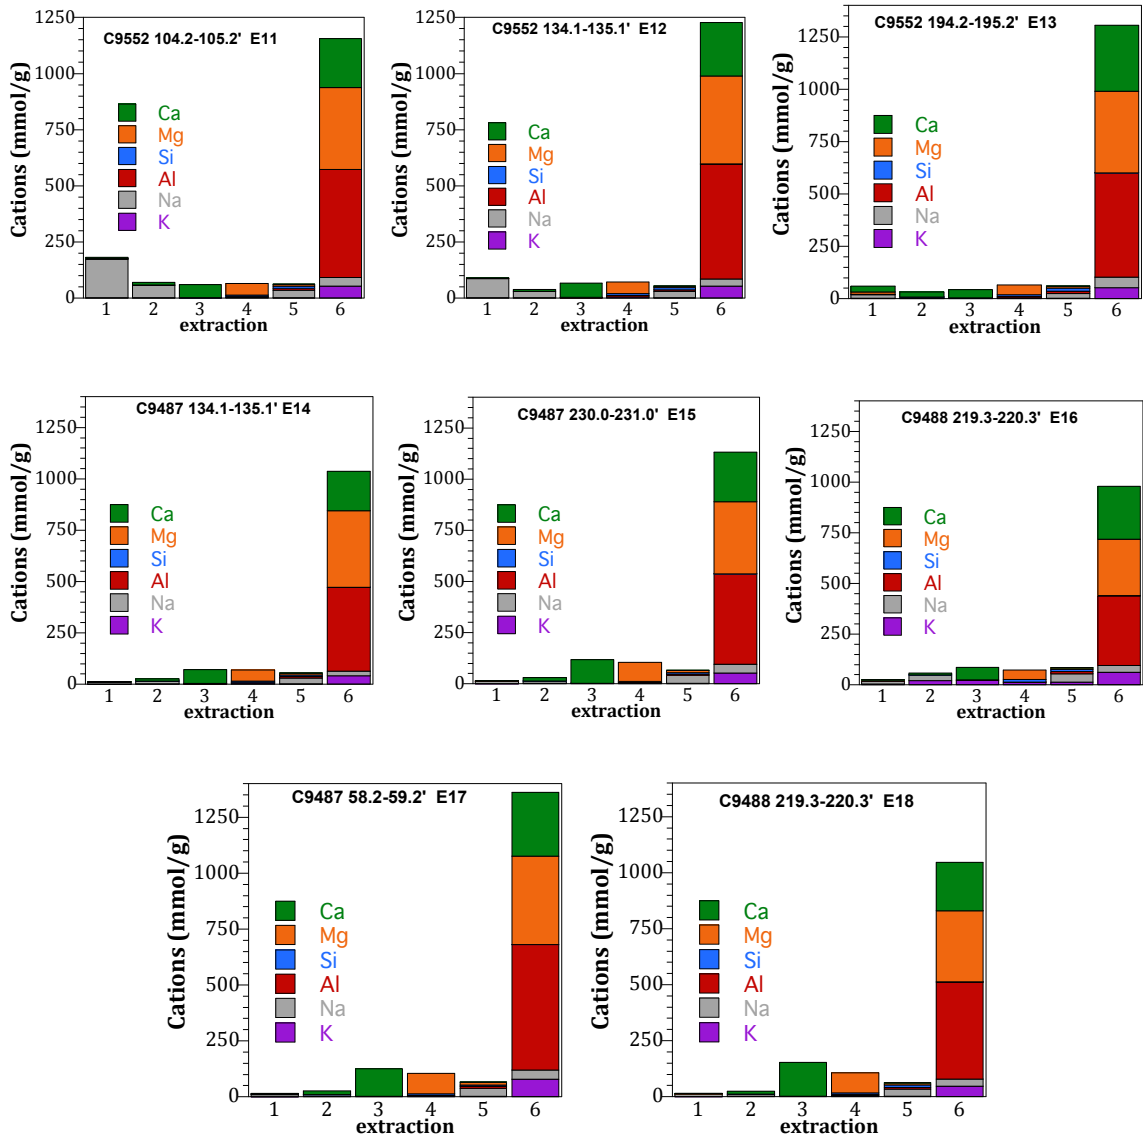 C9552 104.2-105.2' E11
Cations (mmol/g)
1250
1000
750
500
250
0
Ca
Mg
Si
Al
Na
K
1 2 3 4 5 6
extraction
C9552 134.1-135.1' E12
Cations (mmol/g)
1250
1000
750
500
250
0
Ca
Mg
Si
Al
Na
K
1 2 3 4 5 6
extraction
C9552 194.2-195.2' E13
Cations (mmol/g)
1250
1000
750
500
250
0
Ca
Mg
Si
Al
Na
K
1 2 3 4 5 6
extraction
C9487 134.1-135.1' E14
Cations (mmol/g)
1250
1000
750
500
250
0
Ca
Mg
Si
Al
Na
K
1 2 3 4 5 6
extraction
C9487 230.0-231.0' E15
Cations (mmol/g)
1250
1000
750
500
250
0
Ca
Mg
Si
Al
Na
K
1 2 3 4 5 6
extraction
C9488 219.3-220.3' E16
Cations (mmol/g)
1250
1000
750
500
250
0
Ca
Mg
Si
Al
Na
K
1 2 3 4 5 6
extraction
C9487 58.2-59.2' E17
Cations (mmol/g)
1250
1000
750
500
250
0
Ca
Mg
Si
Al
Na
K
1 2 3 4 5 6
extraction
C9488 219.3-220.3' E18
Cations (mmol/g)
1250
1000
750
500
250
0
Ca
Mg
Si
Al
Na
K
1 2 3 4 5 6
extraction